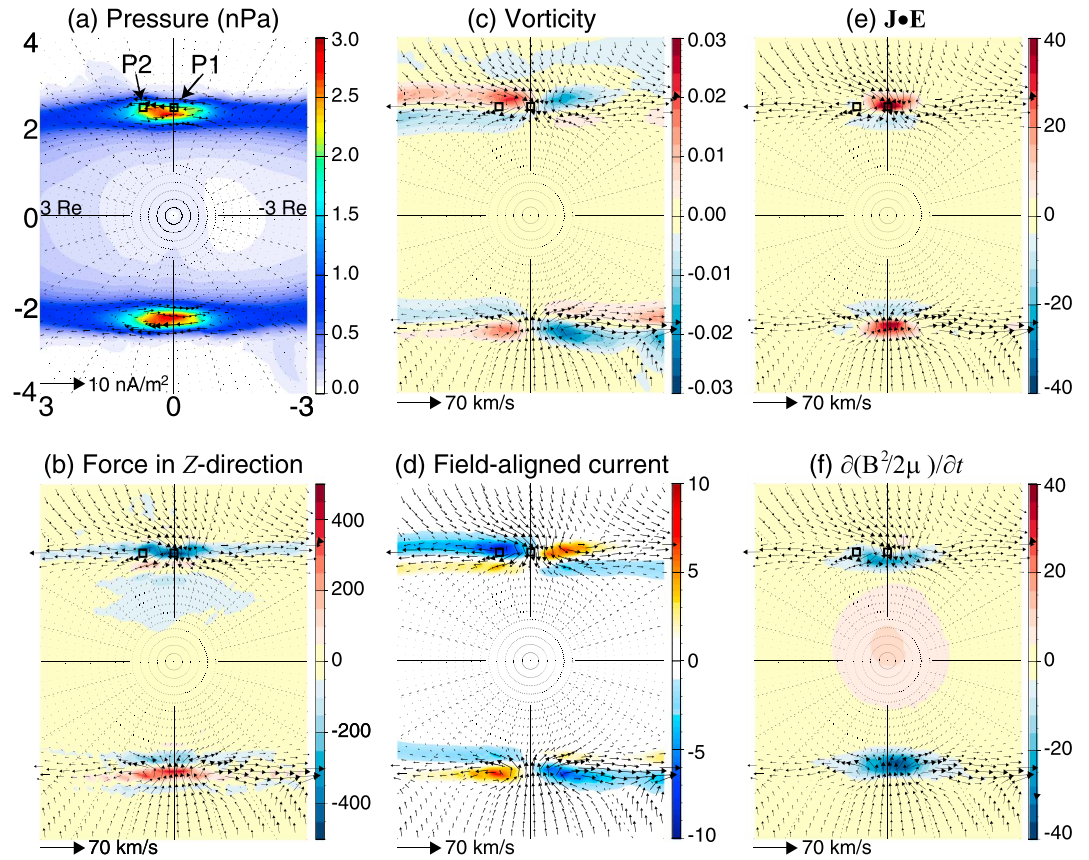 (a) Pressure (nPa)
4
2
0
-2
-4
P2 P1
3 Re
-3 Re
3.0
2.5
2.0
1.5
1.0
0.5
0.0
10 nA/m²
3 0 -3
(c) Vorticity
0.03
0.02
0.01
0.00
-0.01
-0.02
-0.03
70 km/s
(e) J•E
40
20
0
-20
-40
70 km/s
(b) Force in Z-direction
400
200
0
-200
-400
70 km/s
(d) Field-aligned current
10
5
0
-5
-10
70 km/s
(f) ∂(B²/2μ )/∂t
40
20
0
-20
-40
70 km/s